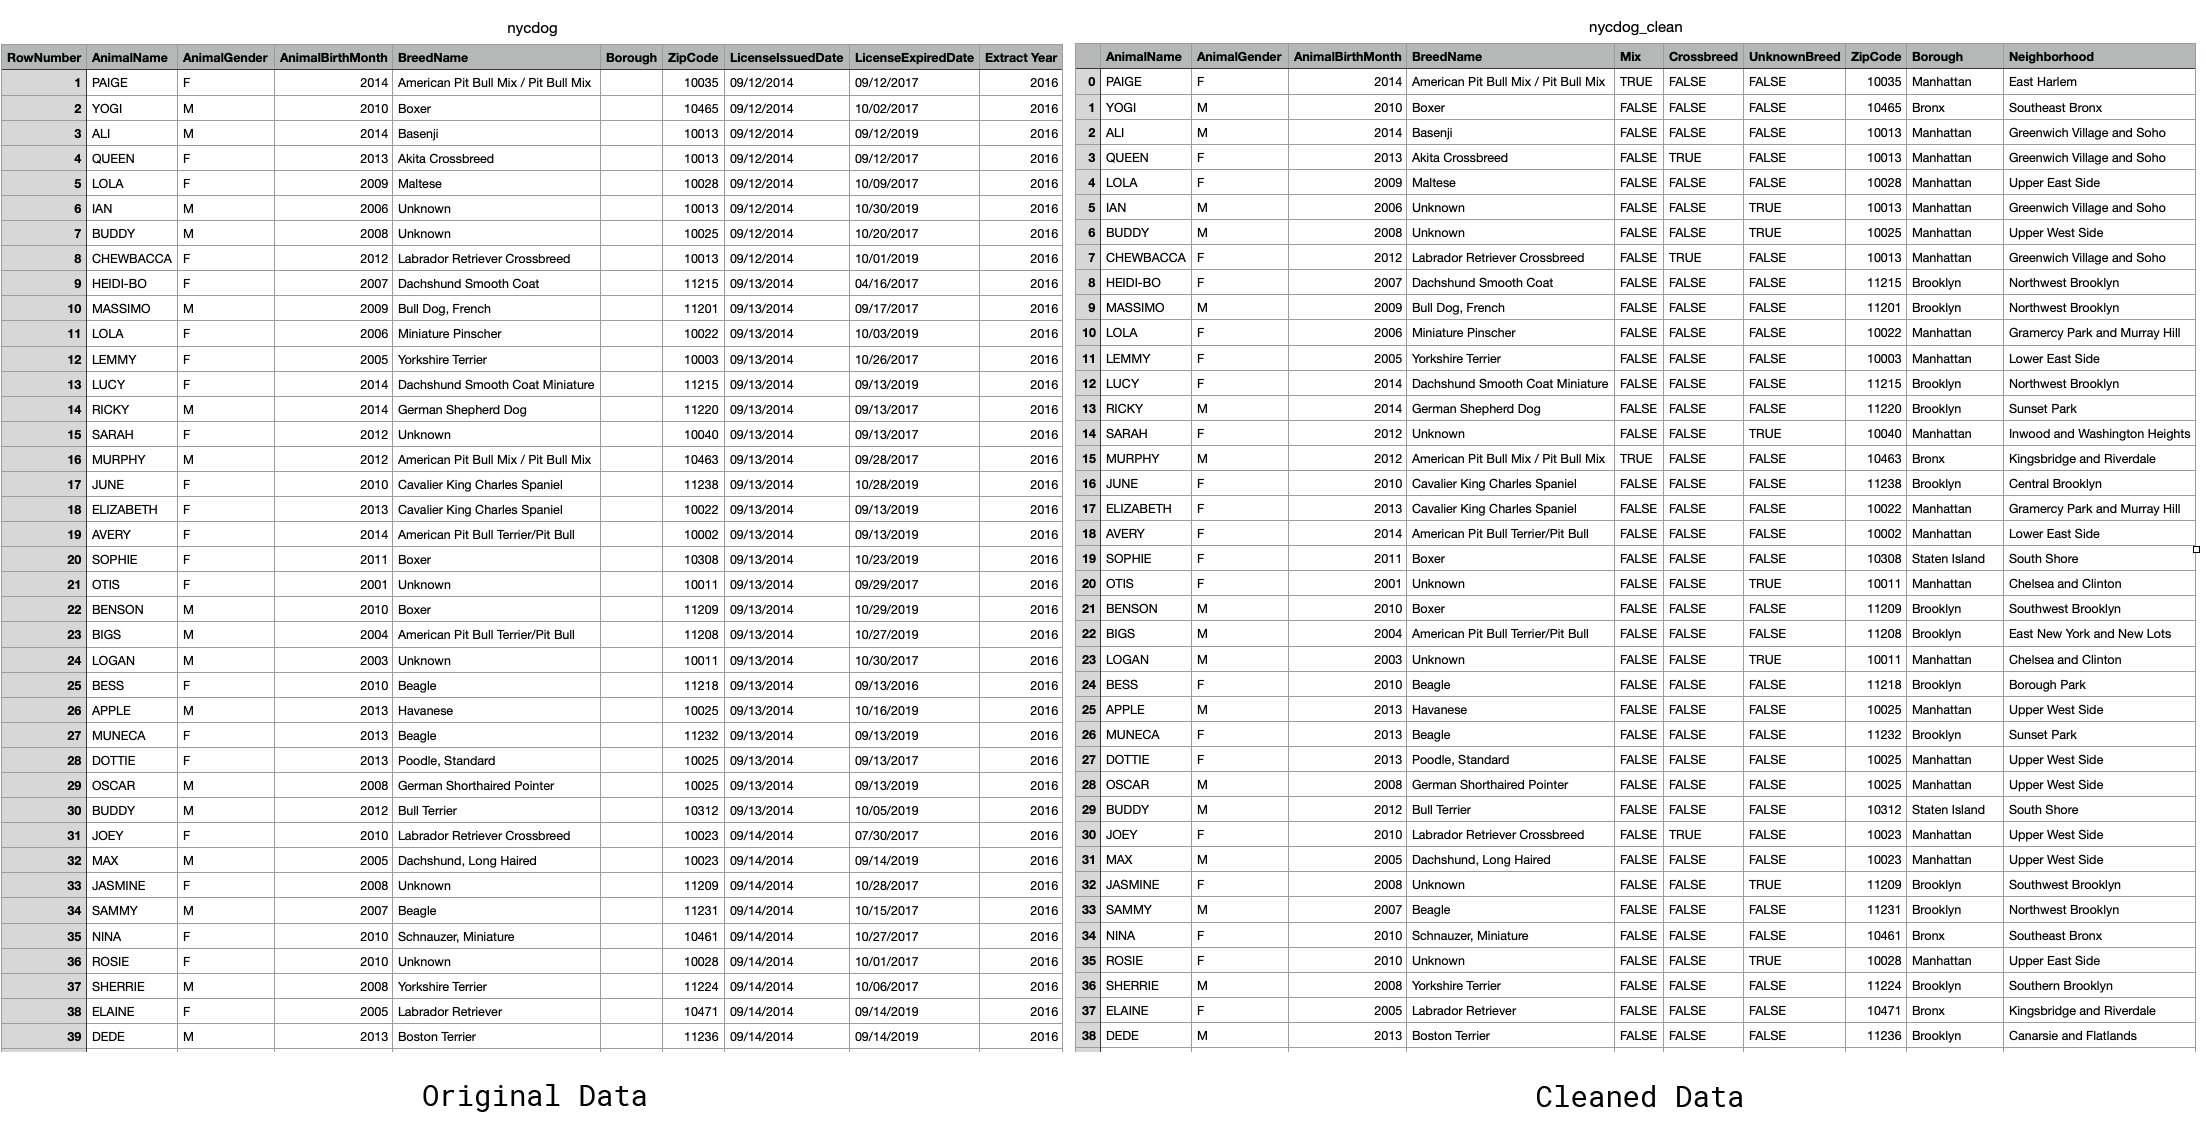 nycdog
RowNumber AnimalName AnimalGender AnimalBirthMonth BreedName Borough ZipCode LicenseIssuedDate LicenseExpiredDate Extract Year
1 PAIGE F 2014 American Pit Bull Mix / Pit Bull Mix 10035 09/12/2014 09/12/2017 2016
2 YOGI M 2010 Boxer 10465 09/12/2014 10/02/2017 2016
3 ALI M 2014 Basenji 10013 09/12/2014 09/12/2019 2016
4 QUEEN F 2013 Akita Crossbreed 10013 09/12/2014 09/12/2017 2016
5 LOLA F 2009 Maltese 10028 09/12/2014 10/09/2017 2016
6 IAN M 2006 Unknown 10013 09/12/2014 10/30/2019 2016
7 BUDDY M 2008 Unknown 10025 09/12/2014 10/20/2017 2016
8 CHEWBACCA F 2012 Labrador Retriever Crossbreed 10013 09/12/2014 10/01/2019 2016
9 HEIDI-BO F 2007 Dachshund Smooth Coat 11215 09/13/2014 04/16/2017 2016
10 MASSIMO M 2009 Bull Dog, French 11201 09/13/2014 09/17/2017 2016
11 LOLA F 2006 Miniature Pinscher 10022 09/13/2014 10/03/2019 2016
12 LEMMY F 2005 Yorkshire Terrier 10003 09/13/2014 10/26/2017 2016
13 LUCY F 2014 Dachshund Smooth Coat Miniature 11215 09/13/2014 09/13/2019 2016
14 RICKY M 2014 German Shepherd Dog 11220 09/13/2014 09/13/2017 2016
15 SARAH F 2012 Unknown 10040 09/13/2014 09/13/2017 2016
16 MURPHY M 2012 American Pit Bull Mix / Pit Bull Mix 10463 09/13/2014 09/28/2017 2016
17 JUNE F 2010 Cavalier King Charles Spaniel 11238 09/13/2014 10/28/2019 2016
18 ELIZABETH F 2013 Cavalier King Charles Spaniel 10022 09/13/2014 09/13/2017 2016
19 AVERY F 2014 American Pit Bull Terrier/Pit Bull 10002 09/13/2014 09/13/2019 2016
20 SOPHIE F 2011 Boxer 10308 09/13/2014 10/23/2019 2016
21 OTIS F 2001 Unknown 10011 09/13/2014 09/29/2017 2016
22 BENSON M 2010 Boxer 11209 09/13/2014 10/29/2019 2016
23 BIGS M 2004 American Pit Bull Terrier/Pit Bull 11208 09/13/2014 10/27/2019 2016
24 LOGAN M 2003 Unknown 10011 09/13/2014 10/30/2017 2016
25 BESS F 2010 Beagle 11218 09/13/2014 09/13/2016 2016
26 APPLE M 2013 Havanese 10025 09/13/2014 10/16/2019 2016
27 MUNECA F 2013 Beagle 11232 09/13/2014 09/13/2019 2016
28 DOTTIE F 2013 Poodle, Standard 10025 09/13/2014 09/13/2017 2016
29 OSCAR M 2008 German Shorthaired Pointer 10025 09/13/2014 09/13/2019 2016
30 BUDDY M 2012 Bull Terrier 10312 09/13/2014 10/05/2019 2016
31 JOEY F 2010 Labrador Retriever Crossbreed 10023 09/14/2014 07/30/2017 2016
32 MAX M 2005 Dachshund, Long Haired 10023 09/14/2014 09/14/2019 2016
33 JASMINE F 2008 Unknown 11209 09/14/2014 10/28/2017 2016
34 SAMMY M 2007 Beagle 11231 09/14/2014 10/15/2017 2016
35 NINA F 2010 Schnauzer, Miniature 10461 09/14/2014 10/27/2017 2016
36 ROSIE F 2010 Unknown 10028 09/14/2014 10/01/2017 2016
37 SHERRIE M 2008 Yorkshire Terrier 11224 09/14/2014 10/06/2017 2016
38 ELAINE F 2005 Labrador Retriever 10471 09/14/2014 09/14/2019 2016
39 DEDE M 2013 Boston Terrier 11236 09/14/2014 09/14/2019 2016
Original Data
nycdog_clean
AnimalName AnimalGender AnimalBirthMonth BreedName Mix Crossbreed UnknownBreed ZipCode Borough Neighborhood
0 PAIGE F 2014 American Pit Bull Mix / Pit Bull Mix TRUE FALSE FALSE 10035 Manhattan East Harlem
1 YOGI M 2010 Boxer FALSE FALSE FALSE 10465 Bronx Southeast Bronx
2 ALI M 2014 Basenji FALSE FALSE FALSE 10013 Manhattan Greenwich Village and Soho
3 QUEEN F 2013 Akita Crossbreed FALSE TRUE FALSE 10013 Manhattan Greenwich Village and Soho
4 LOLA F 2009 Maltese FALSE FALSE FALSE 10028 Manhattan Upper East Side
5 IAN M 2006 Unknown FALSE FALSE TRUE 10013 Manhattan Greenwich Village and Soho
6 BUDDY M 2008 Unknown FALSE FALSE TRUE 10025 Manhattan Upper West Side
7 CHEWBACCA F 2012 Labrador Retriever Crossbreed FALSE TRUE FALSE 10013 Manhattan Greenwich Village and Soho
8 HEIDI-BO F 2007 Dachshund Smooth Coat FALSE FALSE FALSE 11215 Brooklyn Northwest Brooklyn
9 MASSIMO M 2009 Bull Dog, French FALSE FALSE FALSE 11201 Brooklyn Northwest Brooklyn
10 LOLA F 2006 Miniature Pinscher FALSE FALSE FALSE 10022 Manhattan Gramercy Park and Murray Hill
11 LEMMY F 2005 Yorkshire Terrier FALSE FALSE FALSE 10003 Manhattan Lower East Side
12 LUCY F 2014 Dachshund Smooth Coat Miniature FALSE FALSE FALSE 11215 Brooklyn Northwest Brooklyn
13 RICKY M 2014 German Shepherd Dog FALSE FALSE FALSE 11220 Brooklyn Sunset Park
14 SARAH F 2012 Unknown FALSE FALSE TRUE 10040 Manhattan Inwood and Washington Heights
15 MURPHY M 2012 American Pit Bull Mix / Pit Bull Mix TRUE FALSE FALSE 10463 Bronx Kingsbridge and Riverdale
16 JUNE F 2010 Cavalier King Charles Spaniel FALSE FALSE FALSE 11238 Brooklyn Central Brooklyn
17 ELIZABETH F 2013 Cavalier King Charles Spaniel FALSE FALSE FALSE 10022 Manhattan Gramercy Park and Murray Hill
18 AVERY F 2014 American Pit Bull Terrier/Pit Bull FALSE FALSE FALSE 10002 Manhattan Lower East Side
19 SOPHIE F 2011 Boxer FALSE FALSE FALSE 10308 Staten Island South Shore
20 OTIS F 2001 Unknown FALSE FALSE TRUE 10011 Manhattan Chelsea and Clinton
21 BENSON M 2010 Boxer FALSE FALSE FALSE 11209 Brooklyn Southwest Brooklyn
22 BIGS M 2004 American Pit Bull Terrier/Pit Bull FALSE FALSE FALSE 11208 Brooklyn East New York and New Lots
23 LOGAN M 2003 Unknown FALSE FALSE TRUE 10011 Manhattan Chelsea and Clinton
24 BESS F 2010 Beagle FALSE FALSE FALSE 11218 Brooklyn Borough Park
25 APPLE M 2013 Havanese FALSE FALSE FALSE 10025 Manhattan Upper West Side
26 MUNECA F 2013 Beagle FALSE FALSE FALSE 11232 Brooklyn Sunset Park
27 DOTTIE F 2013 Poodle, Standard FALSE FALSE FALSE 10025 Manhattan Upper West Side
28 OSCAR M 2008 German Shorthaired Pointer FALSE FALSE FALSE 10025 Manhattan Upper West Side
29 BUDDY M 2012 Bull Terrier FALSE FALSE FALSE 10312 Staten Island South Shore
30 JOEY F 2010 Labrador Retriever Crossbreed FALSE TRUE FALSE 10023 Manhattan Upper West Side
31 MAX M 2005 Dachshund, Long Haired FALSE FALSE FALSE 10023 Manhattan Upper West Side
32 JASMINE F 2008 Unknown FALSE FALSE TRUE 11209 Brooklyn Southwest Brooklyn
33 SAMMY M 2007 Beagle FALSE FALSE FALSE 11231 Brooklyn Northwest Brooklyn
34 NINA F 2010 Schnauzer, Miniature FALSE FALSE FALSE 10461 Bronx Southeast Bronx
35 ROSIE F 2010 Unknown FALSE FALSE TRUE 10028 Manhattan Upper East Side
36 SHERRIE M 2008 Yorkshire Terrier FALSE FALSE FALSE 11224 Brooklyn Southern Brooklyn
37 ELAINE F 2005 Labrador Retriever FALSE FALSE FALSE 10471 Bronx Kingsbridge and Riverdale
38 DEDE M 2013 Boston Terrier FALSE FALSE FALSE 11236 Brooklyn Canarsie and Flatlands
Cleaned Data